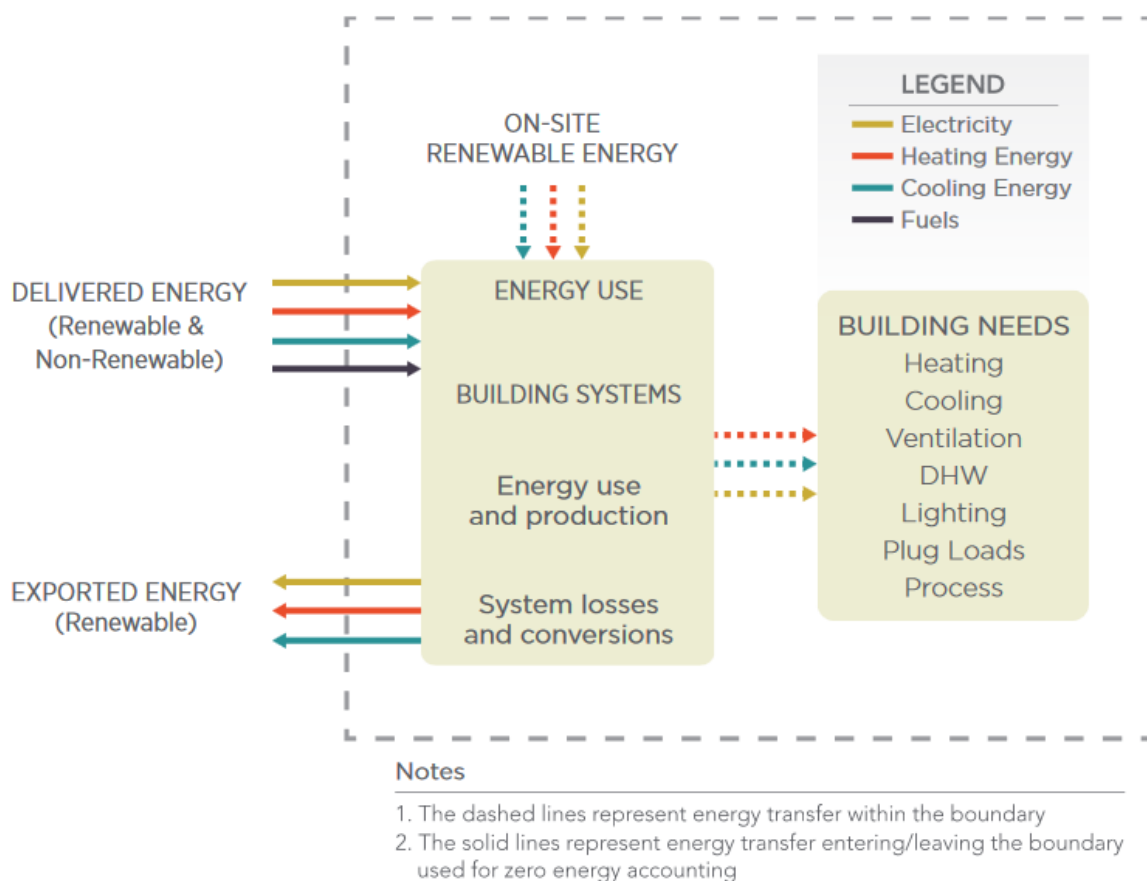 LEGEND
Electricity
Heating Energy
Cooling Energy
Fuels
ON-SITE
RENEWABLE ENERGY
DELIVERED ENERGY
(Renewable &
Non-Renewable)
ENERGY USE
BUILDING SYSTEMS
Energy use
and production
System losses
and conversions
BUILDING NEEDS
Heating
Cooling
Ventilation
DHW
Lighting
Plug Loads
Process
EXPORTED ENERGY
(Renewable)
Notes
1. The dashed lines represent energy transfer within the boundary
2. The solid lines represent energy transfer entering/leaving the boundary
used for zero energy accounting